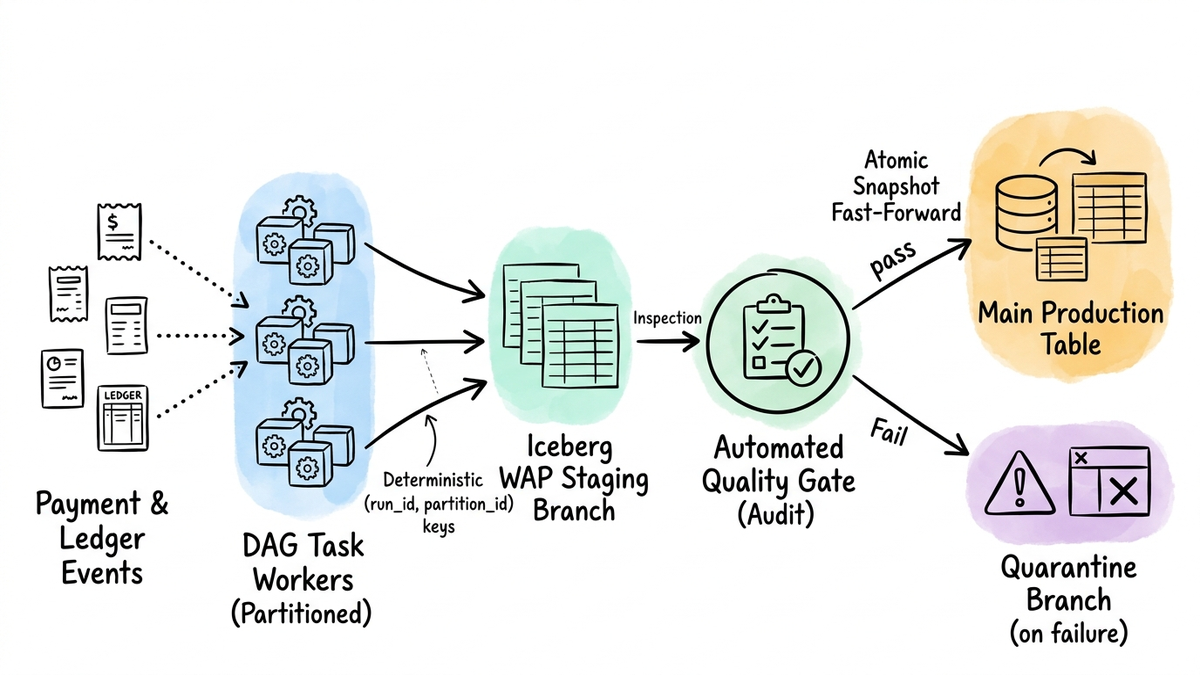 $
LEDGER
Payment &
Ledger
Events
DAG Task
Workers
(Partitioned)
Deterministic
(run_id, partition_id)
keys
Iceberg
WAP Staging
Branch
Inspection
Automated
Quality Gate
(Audit)
Atomic
Snapshot
Fast-Forward
pass
Fail
Main Production
Table
Quarantine
Branch
(on failure)